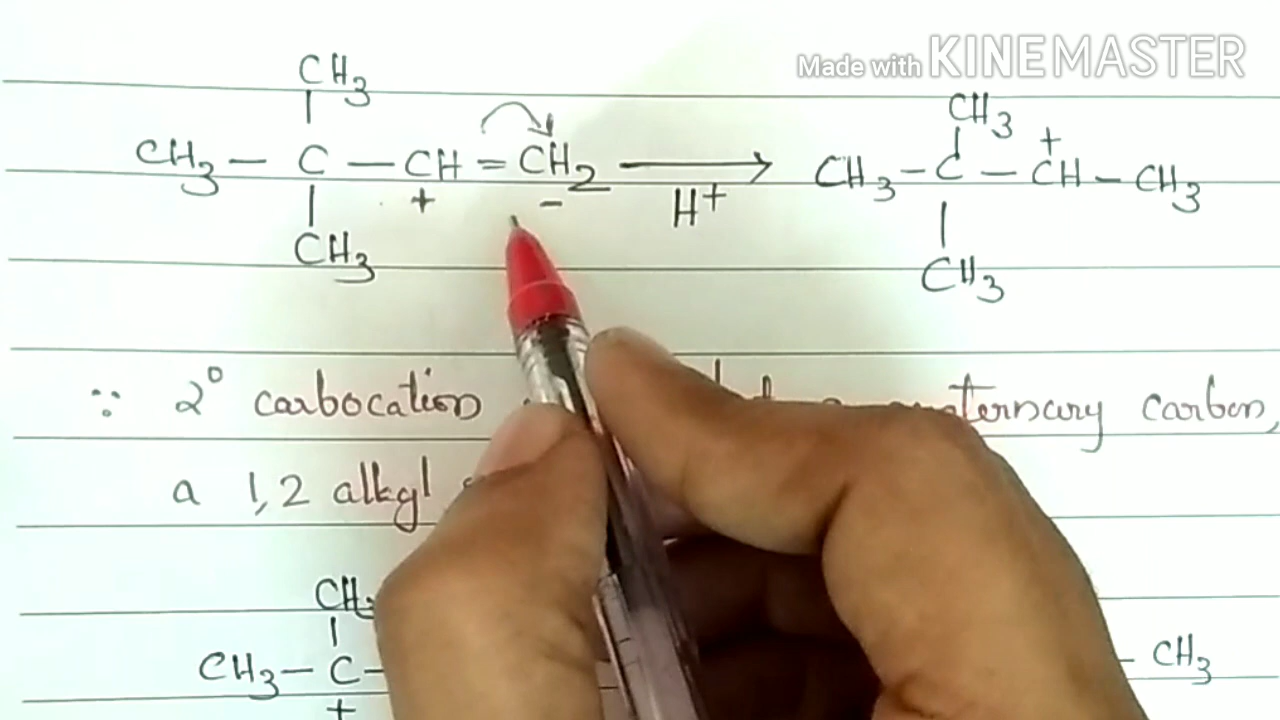 Made with KINEMASTER
CH3 CH3
CH3 — C — CH = CH2 ⟶ CH3 – C – CH – CH3
+ − H+ +
CH3 CH3
∵ 2° carbocation quaternary carbon,
a 1,2 alkyl
CH3
CH3 – C – – CH3
+